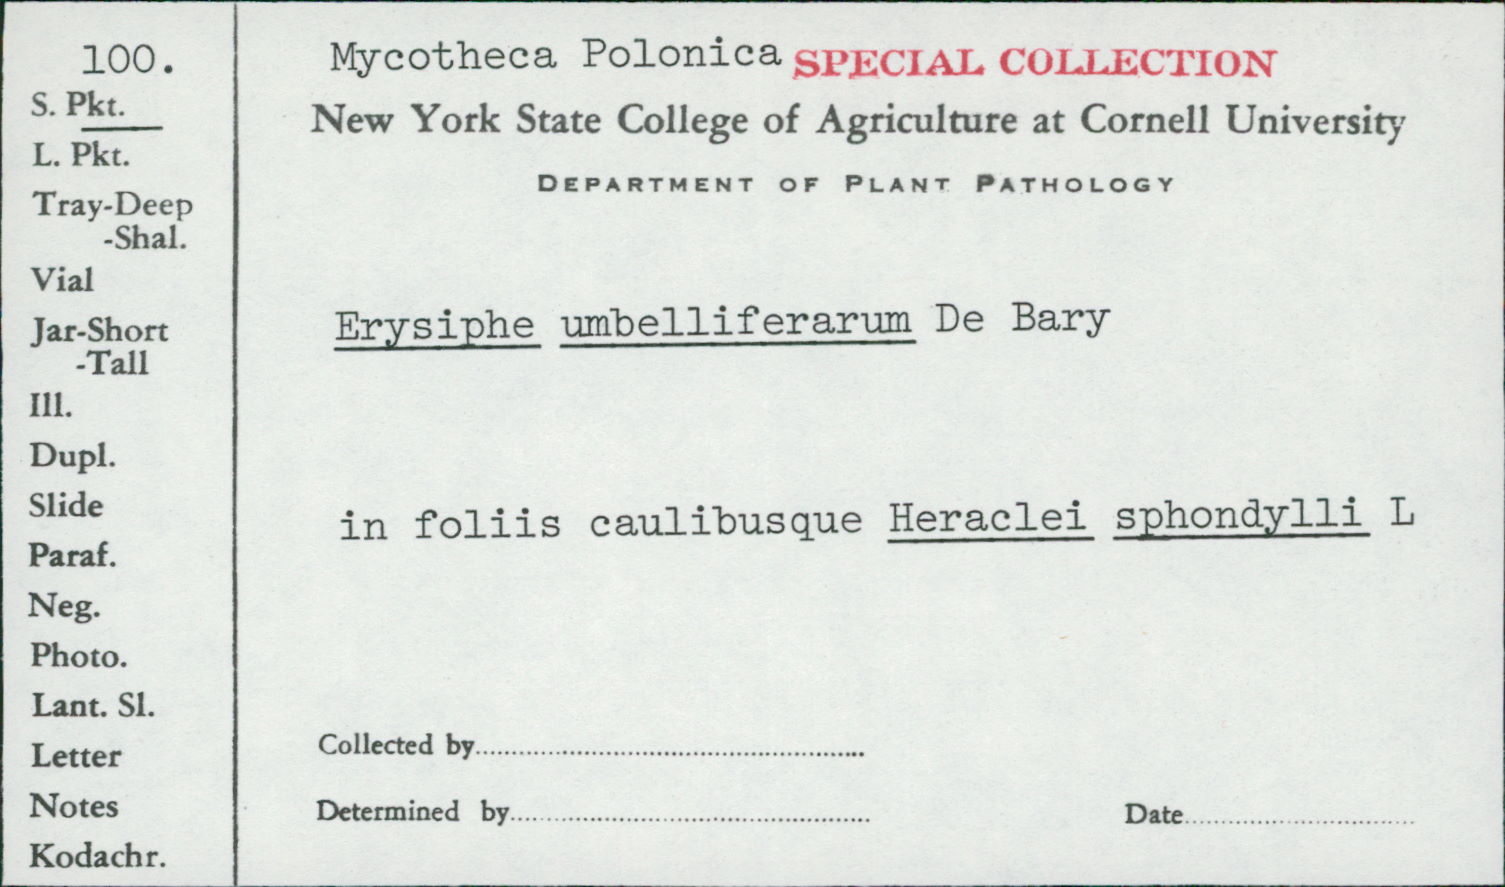 100.
S. Pkt.
L. Pkt.
Tray-Deep
-Shal.
Vial
Jar-Short
-Tall
Ill.
Dupl.
Slide
Paraf.
Neg.
Photo.
Lant. Sl.
Letter
Notes
Kodachr.
Mycotheca Polonica SPECIAL COLLECTION
New York State College of Agriculture at Cornell University
DEPARTMENT OF PLANT PATHOLOGY
Erysiphe umbelliferarum De Bary
in foliis caulibusque Heraclei sphondylli L
Collected by
Determined by
Date